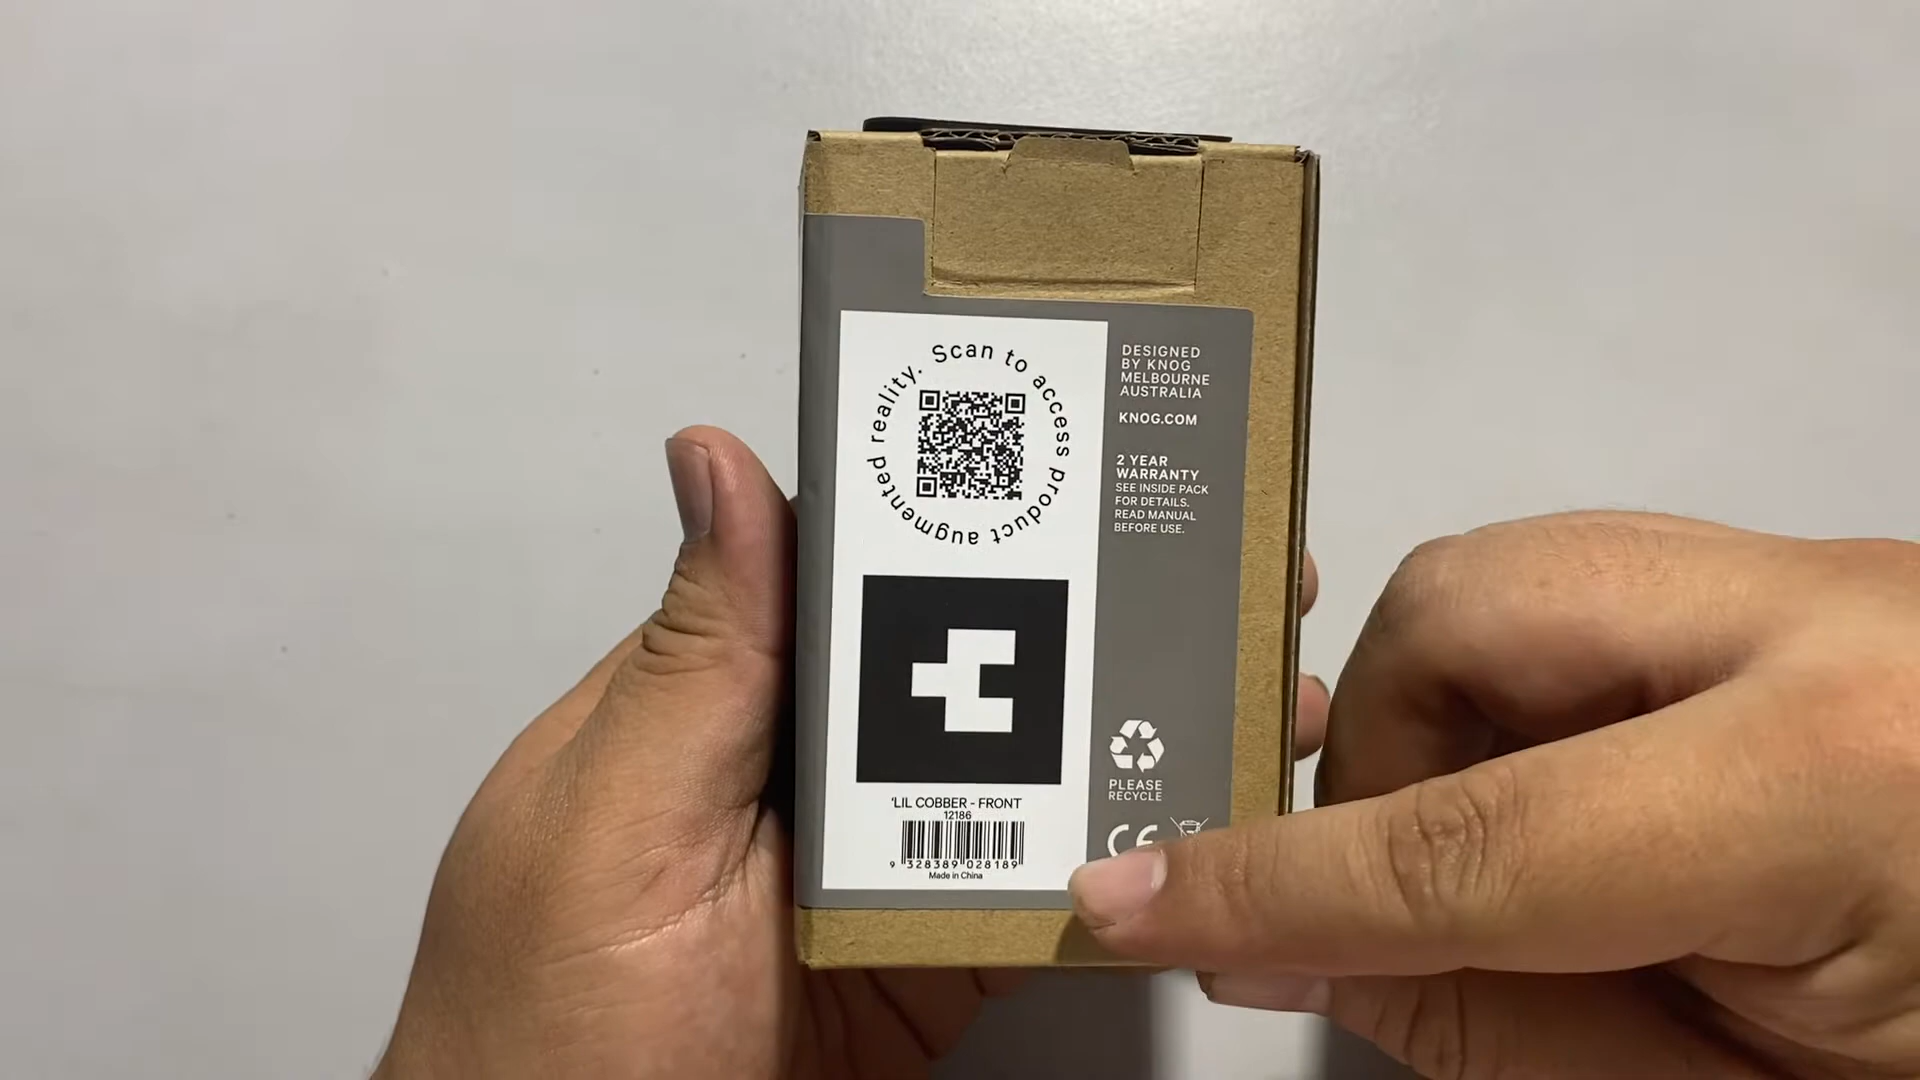 Scan to access product augmented reality.
DESIGNED
BY KNOG
MELBOURNE
AUSTRALIA
KNOG.COM
2 YEAR
WARRANTY
SEE INSIDE PACK
FOR DETAILS.
READ MANUAL
BEFORE USE.
PLEASE
RECYCLE
CE
'LIL COBBER - FRONT
12186
9 328389 028189
Made in China